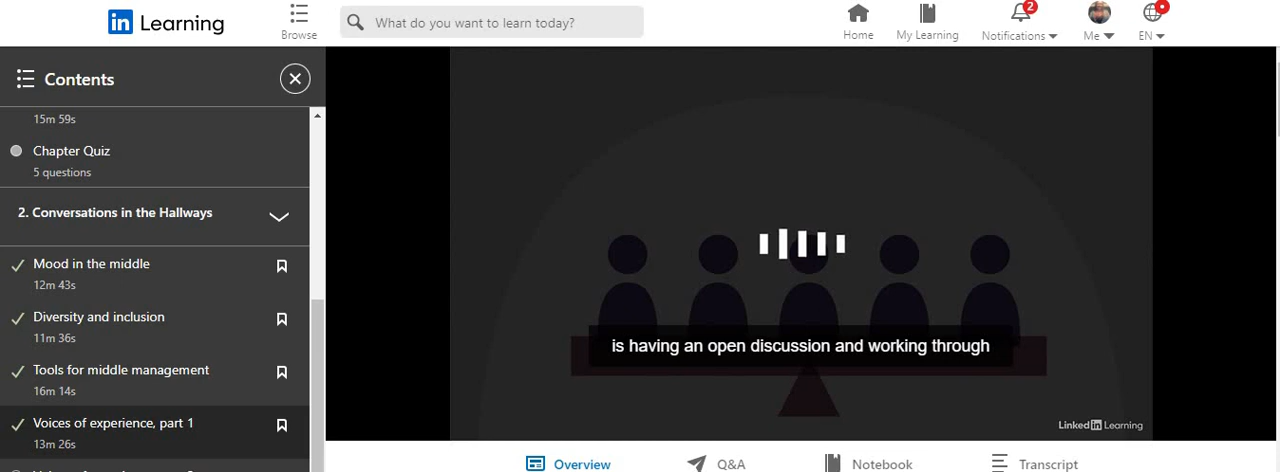 in Learning
Browse
What do you want to learn today?
Home
My Learning
2
Notifications
Me
EN
Contents
15m 59s
Chapter Quiz
5 questions
2. Conversations in the Hallways
Mood in the middle
12m 43s
Diversity and inclusion
11m 36s
Tools for middle management
16m 14s
Voices of experience, part 1
13m 26s
is having an open discussion and working through
Linked in Learning
Overview
Q&A
Notebook
Transcript